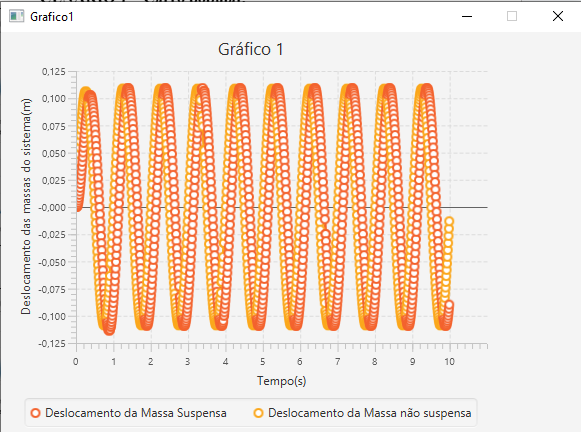 Grafico1
Gráfico 1
0,125
0,100
0,075
0,050
0,025
-0,000
-0,025
-0,050
-0,075
-0,100
-0,125
Deslocamento das massas do sistema(m)
0 1 2 3 4 5 6 7 8 9 10
Tempo(s)
Deslocamento da Massa Suspensa Deslocamento da Massa não suspensa